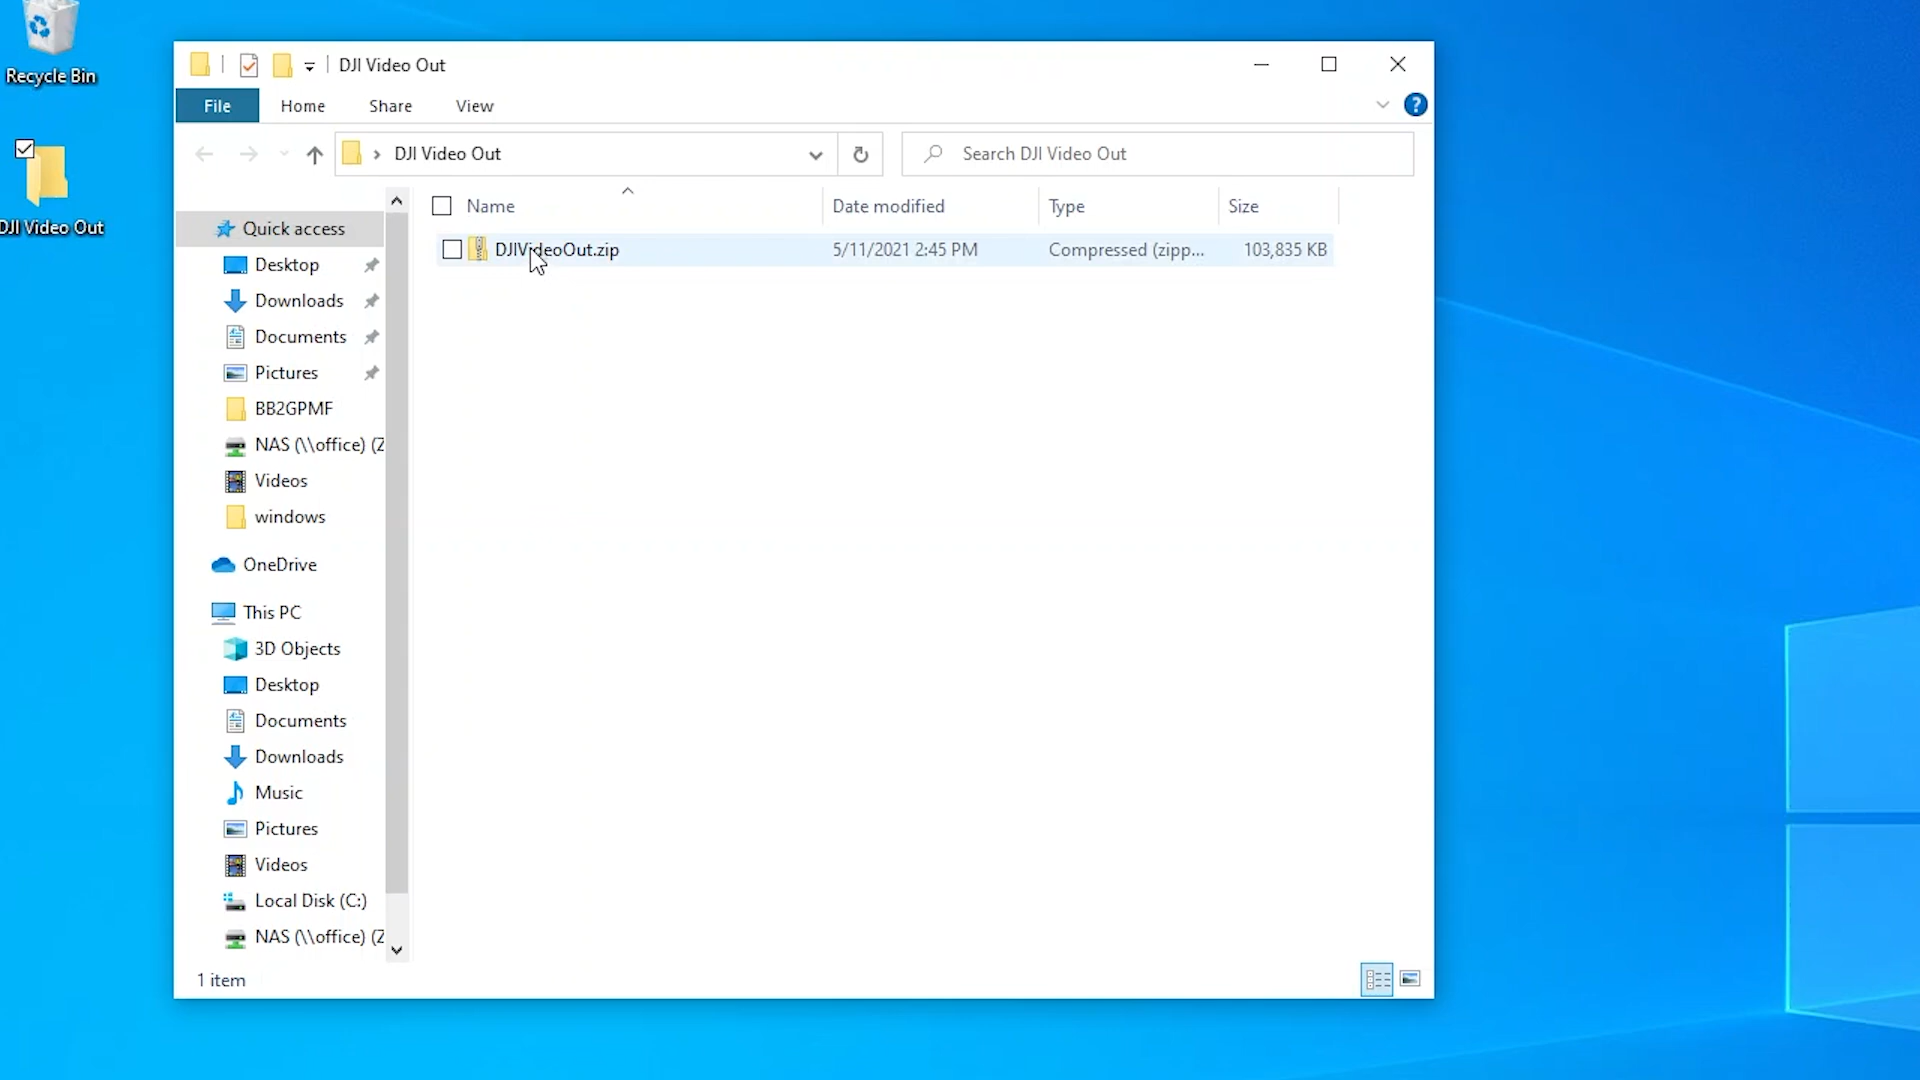 Recycle Bin
DJI Video Out
DJI Video Out
File Home Share View
?
DJI Video Out
Search DJI Video Out
Name Date modified Type Size
DJIVideoOut.zip 5/11/2021 2:45 PM Compressed (zipp... 103,835 KB
Quick access
Desktop
Downloads
Documents
Pictures
BB2GPMF
NAS (\\office) (Z
Videos
windows
OneDrive
This PC
3D Objects
Desktop
Documents
Downloads
Music
Pictures
Videos
Local Disk (C:)
NAS (\\office) (Z
1 item